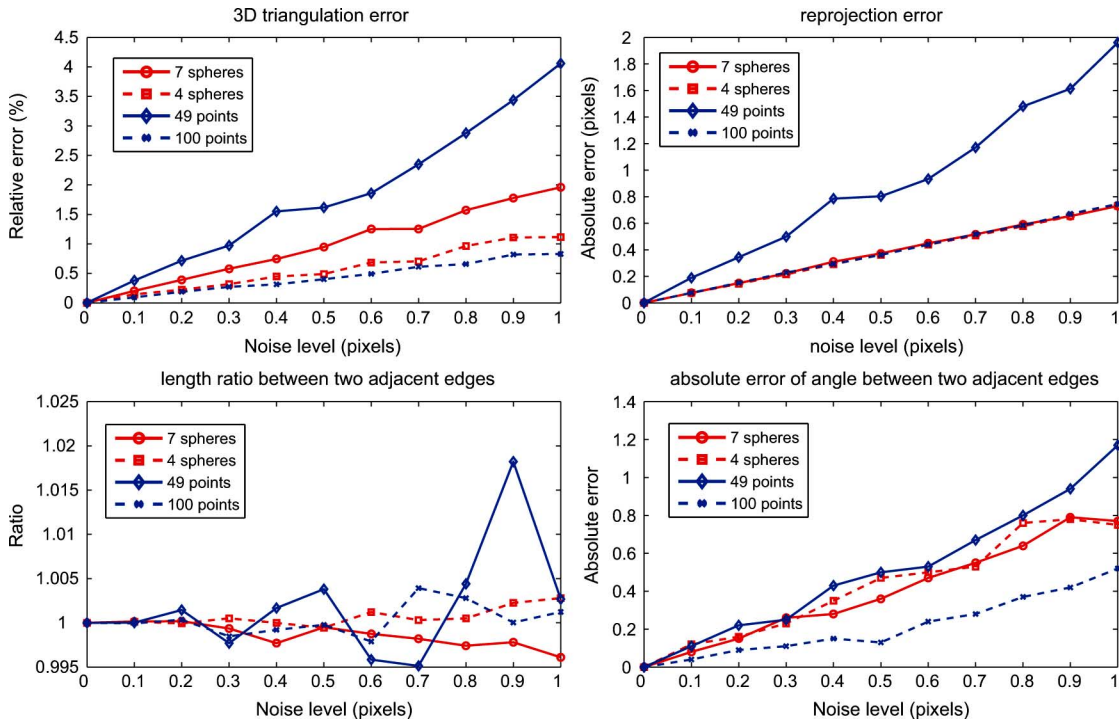 3D triangulation error
4.5
4
3.5
3
2.5
2
1.5
1
0.5
0
Relative error (%)
7 spheres
4 spheres
49 points
100 points
0 0.1 0.2 0.3 0.4 0.5 0.6 0.7 0.8 0.9 1
Noise level (pixels)
reprojection error
2
1.8
1.6
1.4
1.2
1
0.8
0.6
0.4
0.2
0
Absolute error (pixels)
7 spheres
4 spheres
49 points
100 points
0 0.1 0.2 0.3 0.4 0.5 0.6 0.7 0.8 0.9 1
noise level (pixels)
length ratio between two adjacent edges
1.025
1.02
1.015
1.01
1.005
1
0.995
Ratio
7 spheres
4 spheres
49 points
100 points
0 0.1 0.2 0.3 0.4 0.5 0.6 0.7 0.8 0.9 1
Noise level (pixels)
absolute error of angle between two adjacent edges
1.4
1.2
1
0.8
0.6
0.4
0.2
0
Absolute error
7 spheres
4 spheres
49 points
100 points
0 0.1 0.2 0.3 0.4 0.5 0.6 0.7 0.8 0.9 1
Noise level (pixels)